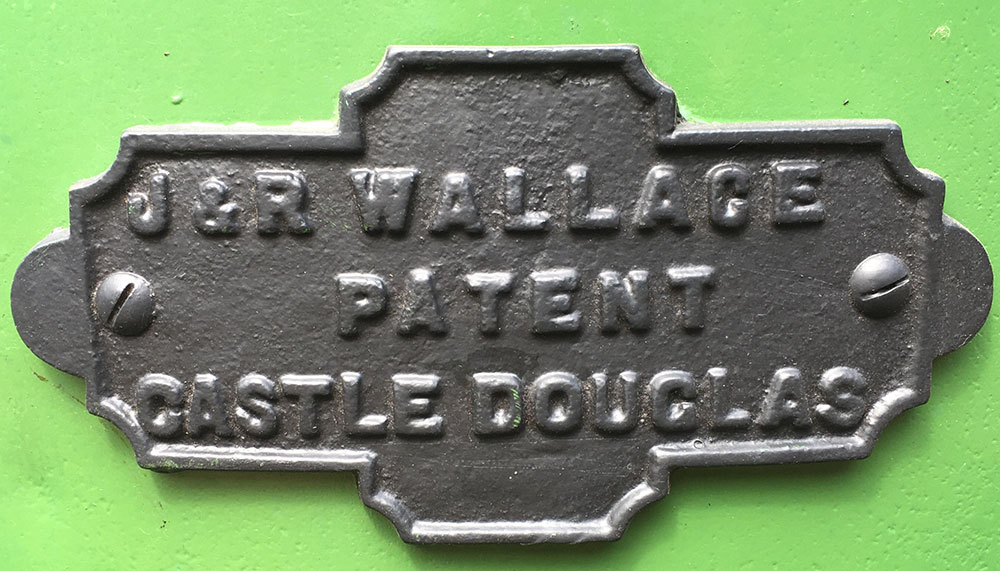 J&R WALLACE
PATENT
CASTLE DOUGLAS